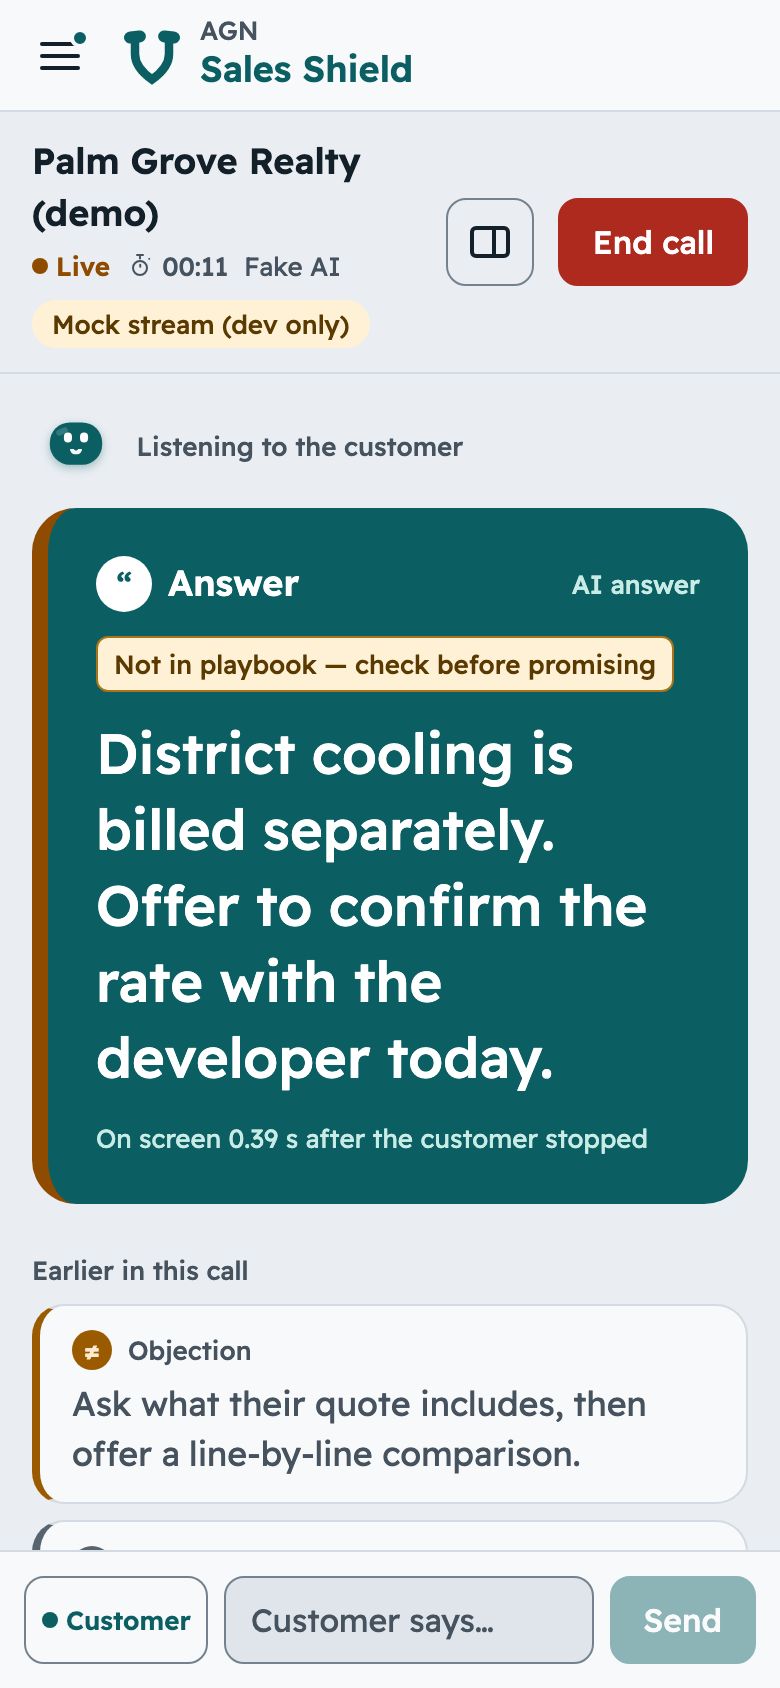 AGN
Sales Shield
Palm Grove Realty
(demo)
Live 00:11 Fake AI
End call
Mock stream (dev only)
Listening to the customer
“ Answer
AI answer
Not in playbook — check before promising
District cooling is
billed separately.
Offer to confirm the
rate with the
developer today.
On screen 0.39 s after the customer stopped
Earlier in this call
≠ Objection
Ask what their quote includes, then
offer a line-by-line comparison.
Customer
Customer says...
Send